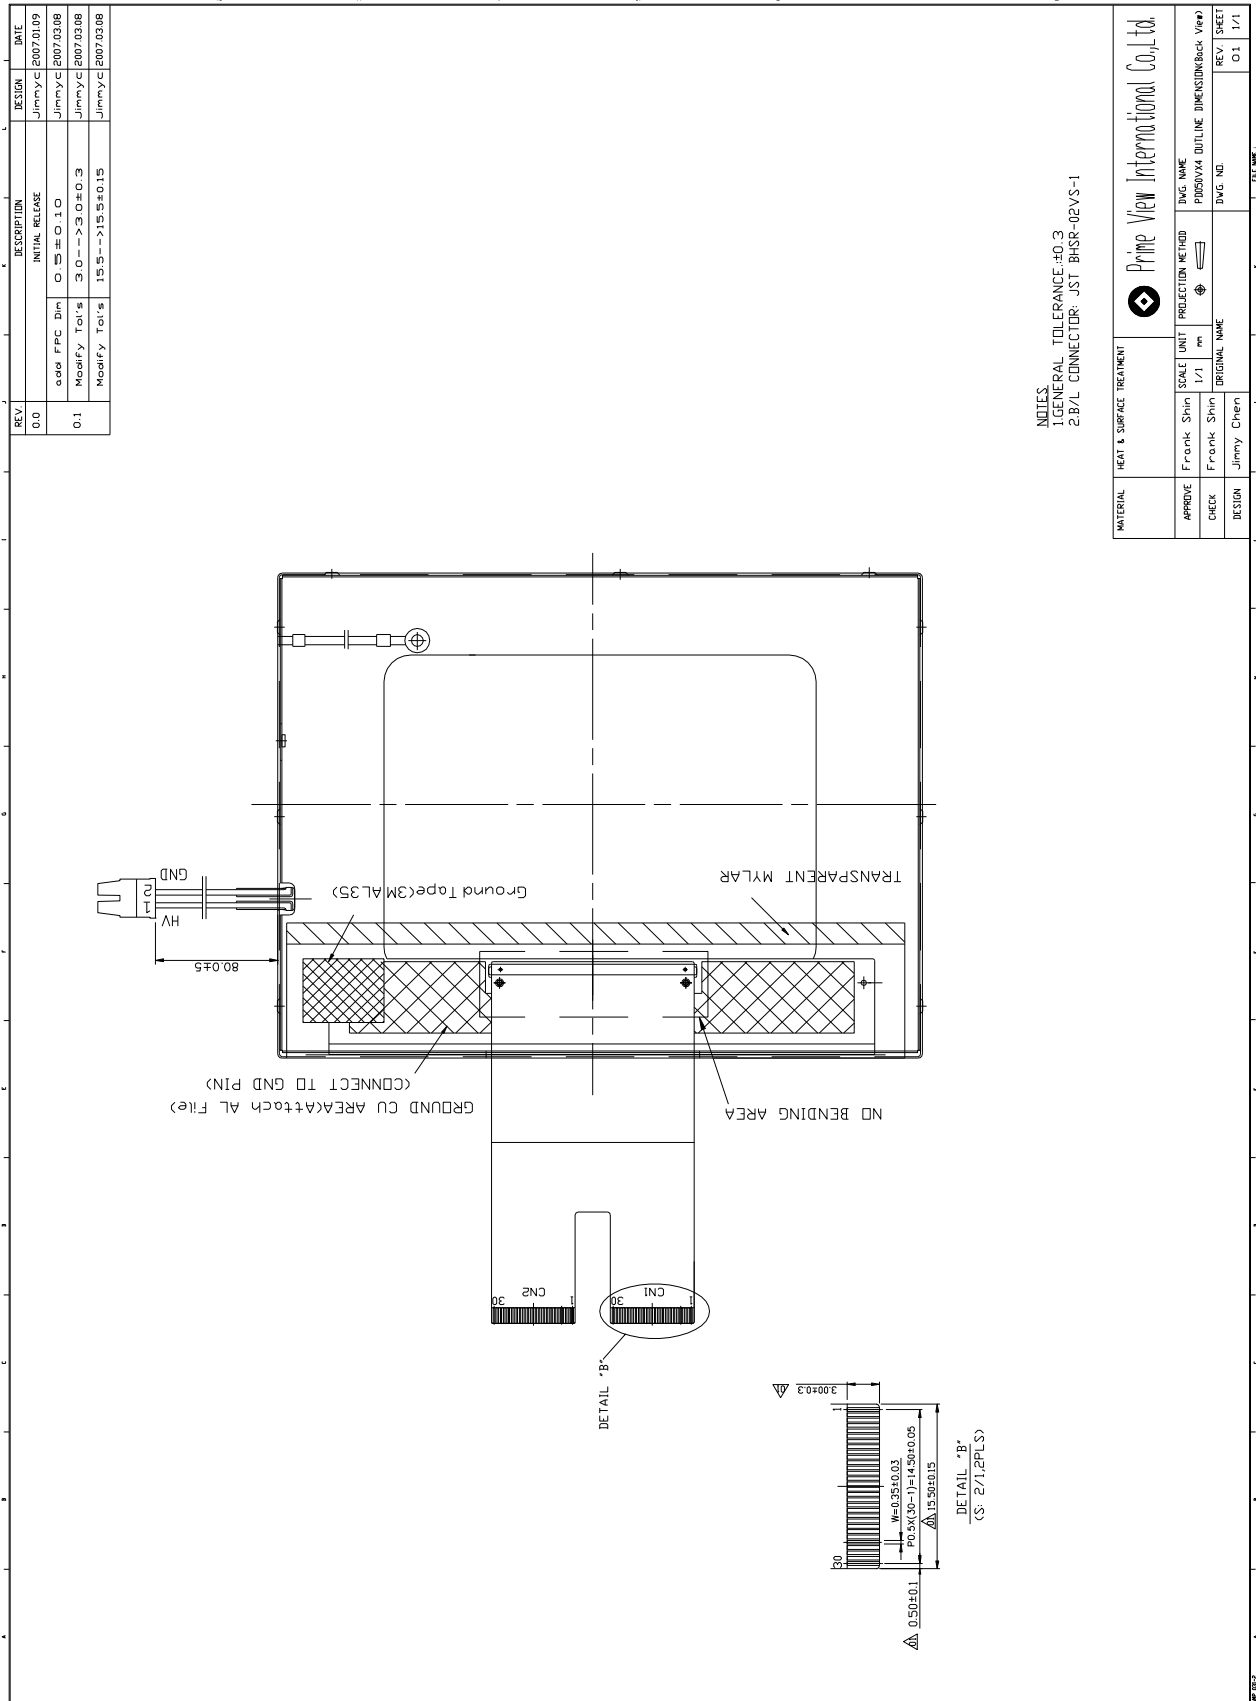 REV. DESCRIPTION DESIGN DATE
0.0 INITIAL RELEASE Jimmyc 2007.01.09
0.1 add FPC Dim 0.5±0.10 Jimmyc 2007.03.08
Modify Tol's 3.0-->3.0±0.3 Jimmyc 2007.03.08
Modify Tol's 15.5-->15.5±0.15 Jimmyc 2007.03.08
GND
2
1
HV
80.0±5
Ground Tape(3M AL35)
TRANSPARENT MYLAR
GROUND CU AREA(Attach AL File)
(CONNECT TO GND PIN)
NO BENDING AREA
30 CN2 1
30 CN1 1
DETAIL "B"
01 3.00±0.3
1
30
W=0.35±0.03
P0.5X(30-1)=14.50±0.05
01 15.50±0.15
01 0.50±0.1
DETAIL "B"
(S: 2/1,2PLS)
NOTES
1.GENERAL TOLERANCE:±0.3
2.B/L CONNECTOR: JST BHSR-02VS-1
MATERIAL
HEAT & SURFACE TREATMENT
Prime View International Co.,Ltd.
APPROVE Frank Shin
CHECK Frank Shin
DESIGN Jimmy Chen
SCALE 1/1
UNIT mm
PROJECTION METHOD
DWG. NAME
PD050VX4 OUTLINE DIMENSION(Back View)
ORIGINAL NAME
DWG. NO.
REV. 01
SHEET 1/1
FILE NAME :